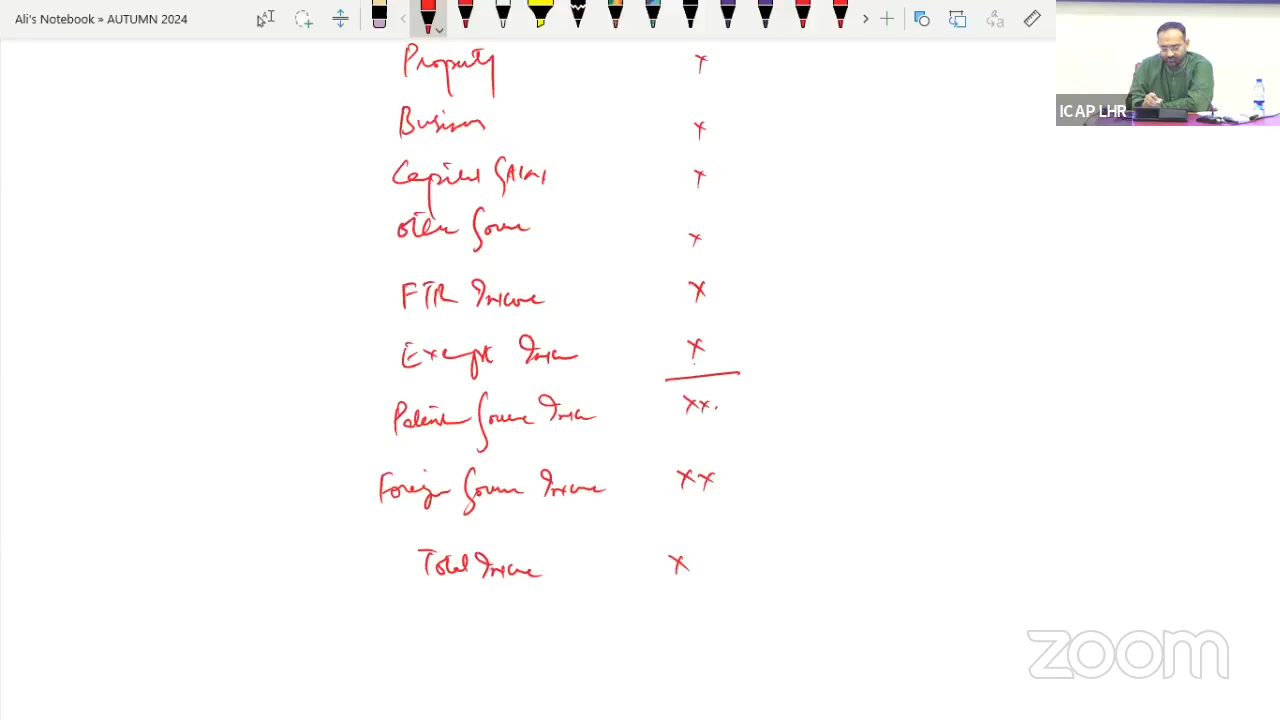 Ali's Notebook » AUTUMN 2024
ICAP LHR
Property x
Business x
Capital Gain x
Other Source x
FTR Income x
Exempt Income x
xx.
Pakistan Source Income
Foreign Source Income xx
Total Income x
zoom